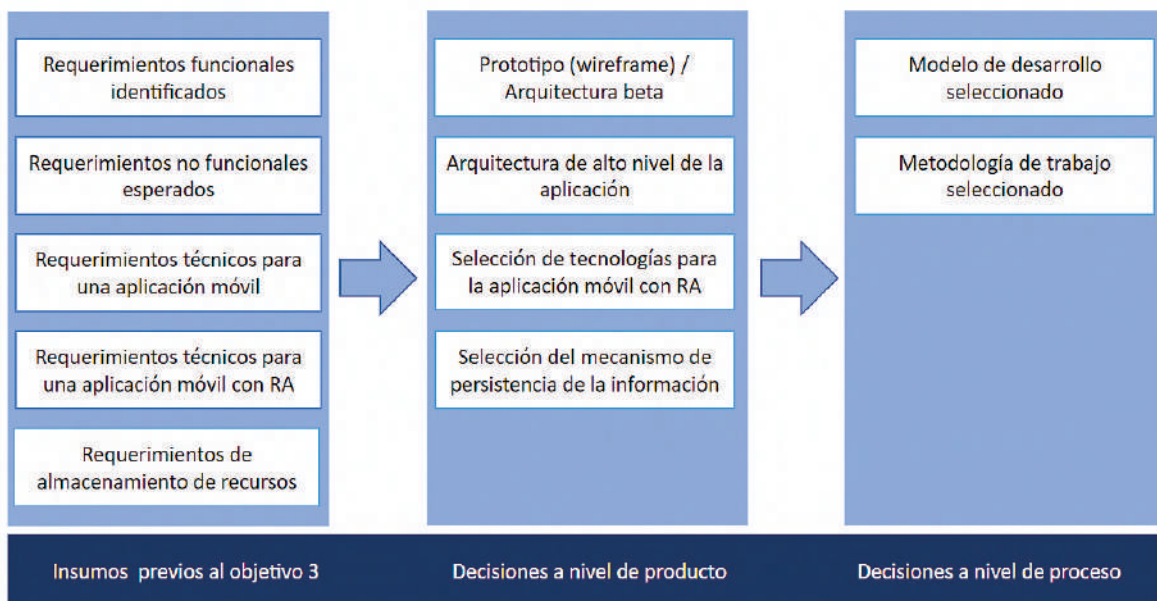 Requerimientos funcionales
identificados
Requerimientos no funcionales
esperados
Requerimientos técnicos para
una aplicación móvil
Requerimientos técnicos para
una aplicación móvil con RA
Requerimientos de
almacenamiento de recursos
Insumos previos al objetivo 3
Prototipo (wireframe) /
Arquitectura beta
Arquitectura de alto nivel de la
aplicación
Selección de tecnologías para
la aplicación móvil con RA
Selección del mecanismo de
persistencia de la información
Decisiones a nivel de producto
Modelo de desarrollo
seleccionado
Metodología de trabajo
seleccionado
Decisiones a nivel de proceso